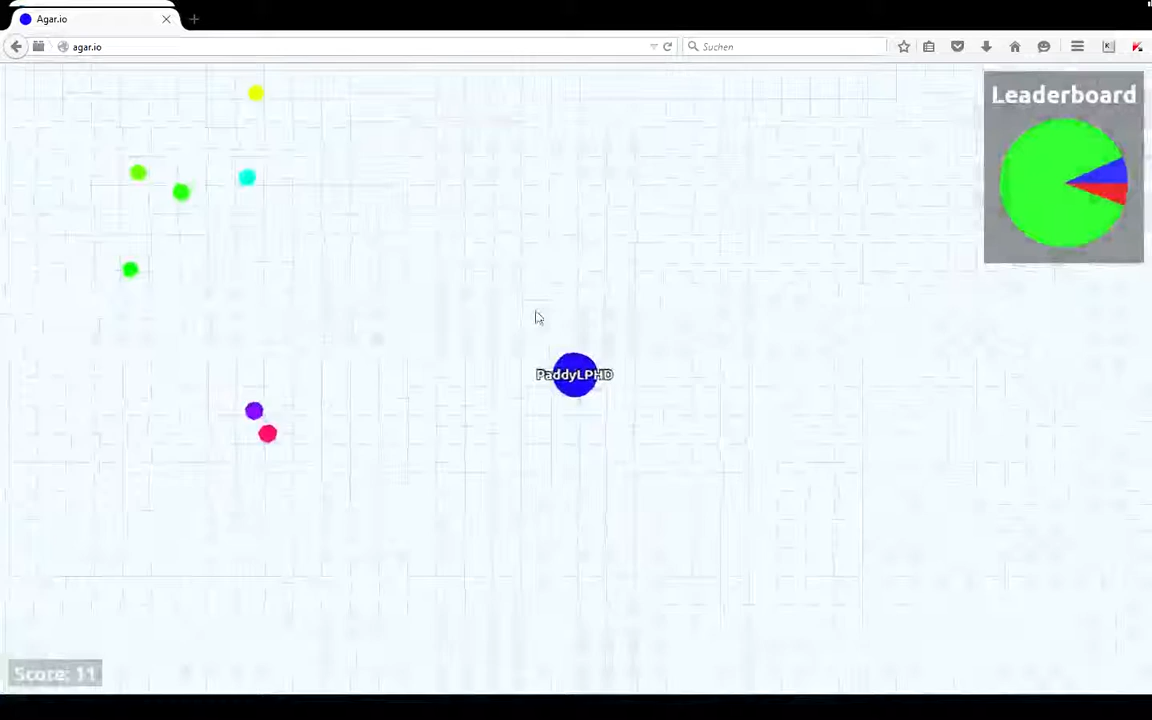 Agar.io
agar.io
Suchen
Leaderboard
PaddyLPHD
Score: 11